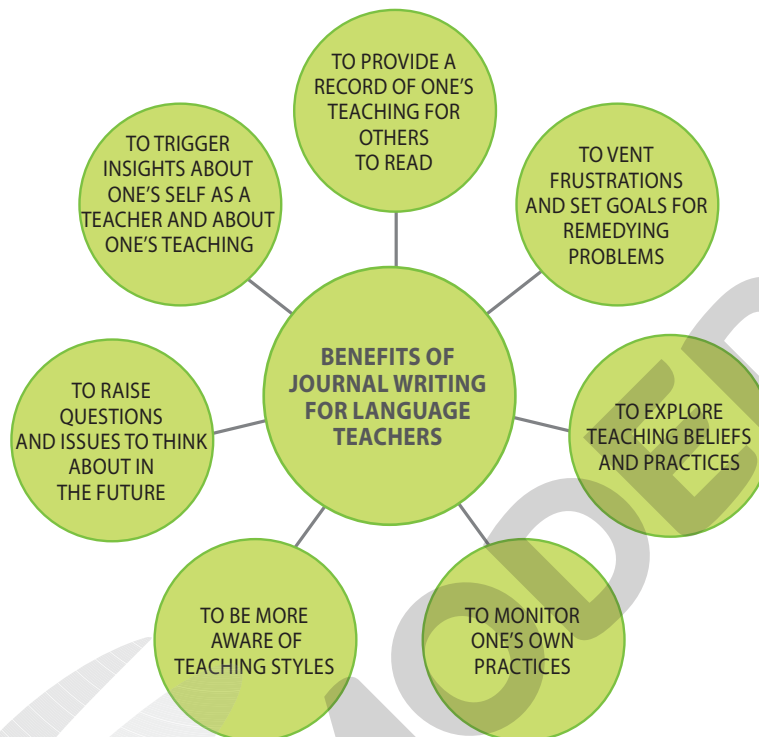 TO PROVIDE A
RECORD OF ONE'S
TEACHING FOR
OTHERS
TO READ
TO VENT
FRUSTRATIONS
AND SET GOALS FOR
REMEDYING
PROBLEMS
TO EXPLORE
TEACHING BELIEFS
AND PRACTICES
TO MONITOR
ONE'S OWN
PRACTICES
TO BE MORE
AWARE OF
TEACHING STYLES
TO RAISE
QUESTIONS
AND ISSUES TO THINK
ABOUT IN
THE FUTURE
TO TRIGGER
INSIGHTS ABOUT
ONE'S SELF AS A
TEACHER AND ABOUT
ONE'S TEACHING
BENEFITS OF
JOURNAL WRITING
FOR LANGUAGE
TEACHERS